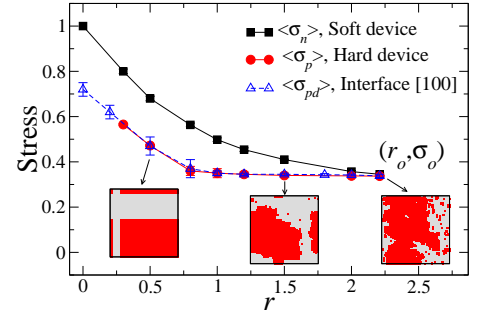 <σn>, Soft device
<σp>, Hard device
<σpd>, Interface [100]
(ro,σo)
Stress
1
0.8
0.6
0.4
0.2
0
0 0.5 1 1.5 2 2.5
r